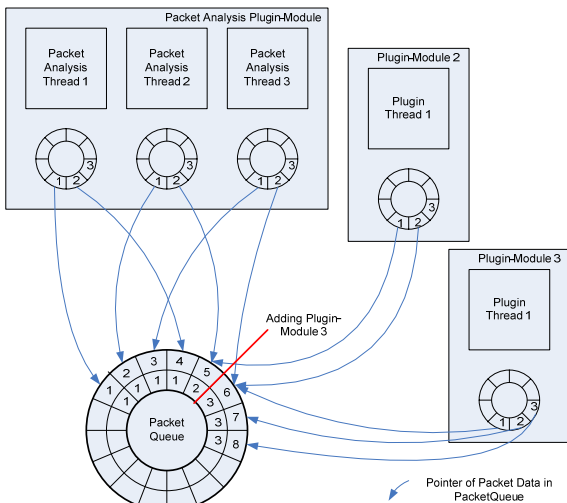 Packet Analysis Plugin-Module
Packet
Analysis
Thread 1
Packet
Analysis
Thread 2
Packet
Analysis
Thread 3
3
1 2
3
1 2
3
1 2
Plugin-Module 2
Plugin
Thread 1
3
1 2
Plugin-Module 3
Plugin
Thread 1
3
1 2
Adding Plugin-
Module 3
1 2 3 4 5 6 7 8
1 1 1 1 2 3 3 3
Packet
Queue
Pointer of Packet Data in
PacketQueue